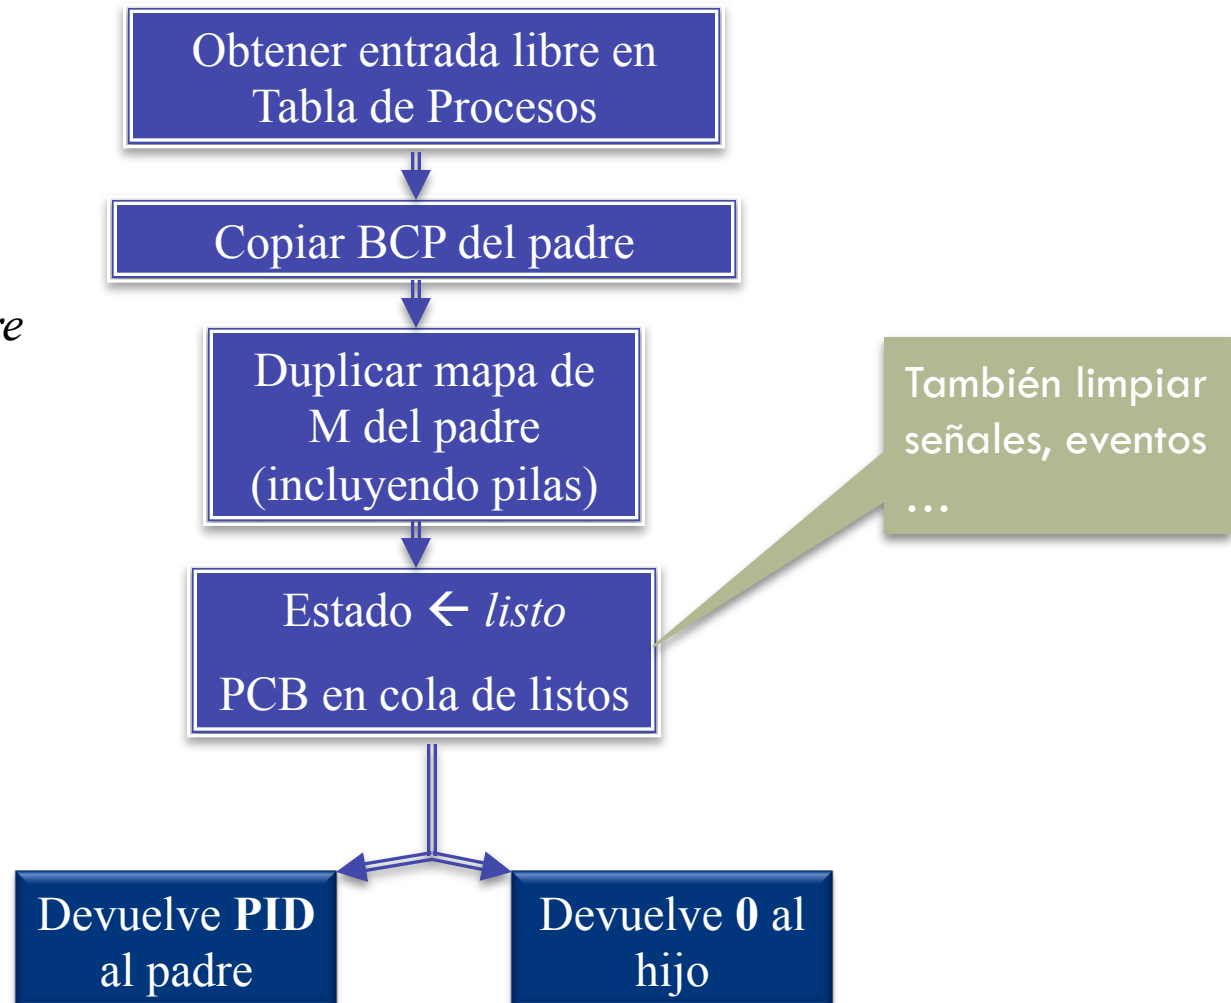 Obtener entrada libre en
Tabla de Procesos
Copiar BCP del padre
Duplicar mapa de
M del padre
(incluyendo pilas)
También limpiar
señales, eventos
…
Estado ← listo
PCB en cola de listos
Devuelve PID
al padre
Devuelve 0 al
hijo